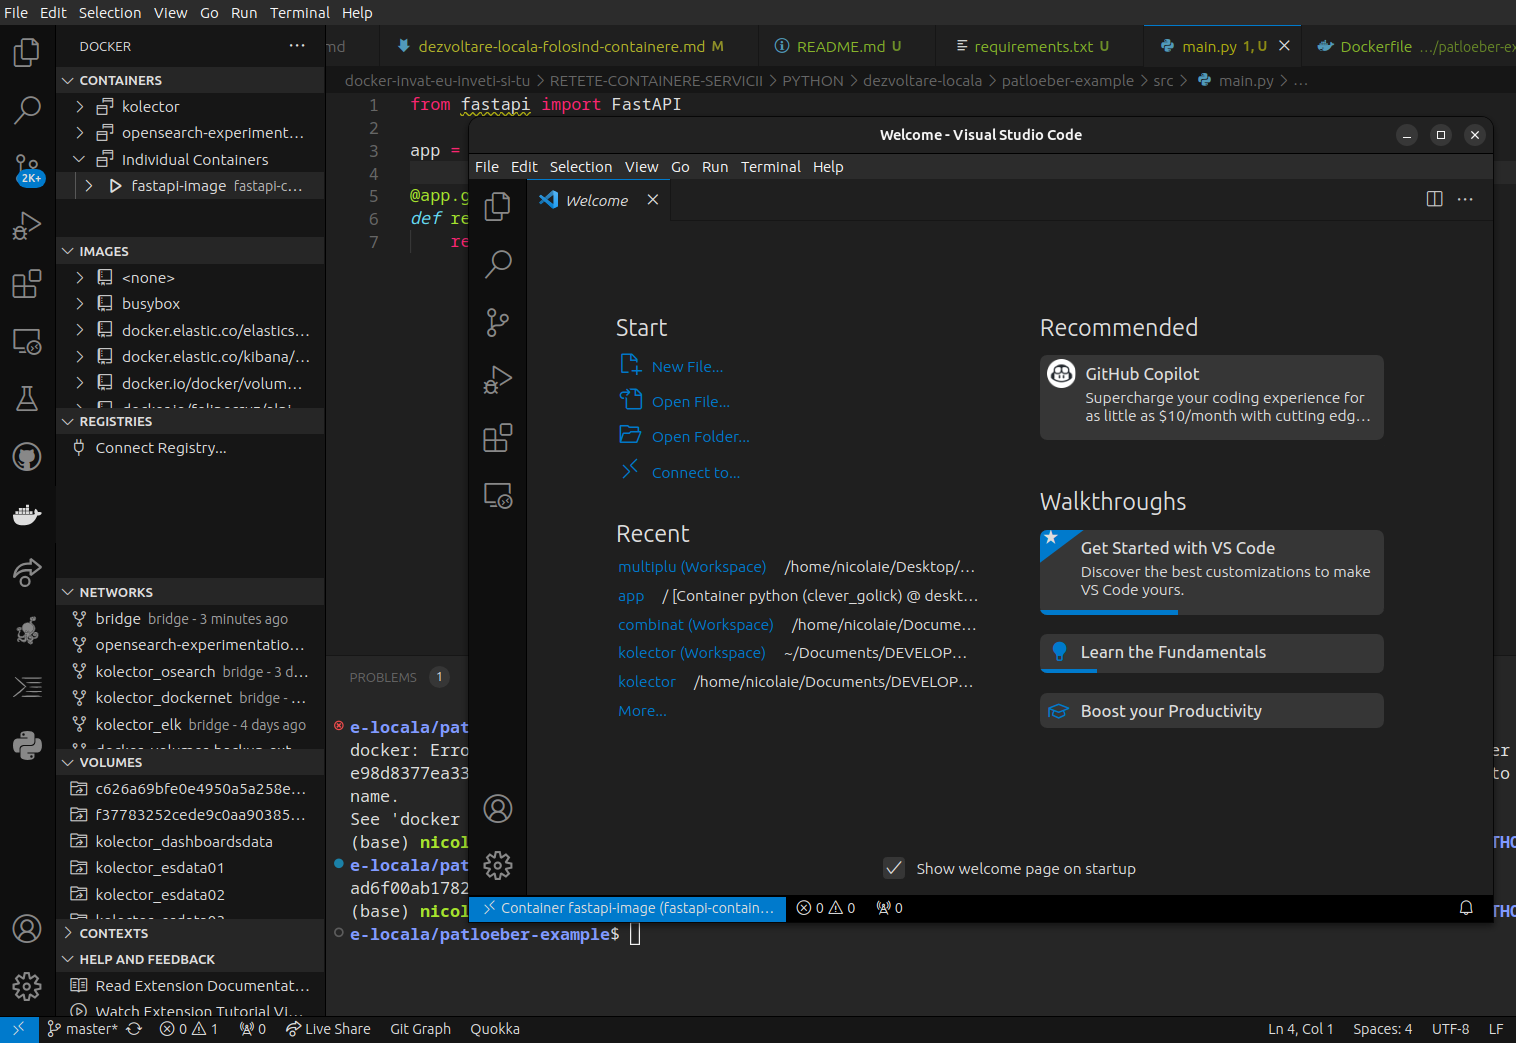 File Edit Selection View Go Run Terminal Help
DOCKER
CONTAINERS
kolector
opensearch-experiment...
Individual Containers
fastapi-image fastapi-c...
IMAGES
<none>
busybox
docker.elastic.co/elastics...
docker.elastic.co/kibana/...
docker.io/docker/volum...
REGISTRIES
Connect Registry...
NETWORKS
bridge bridge - 3 minutes ago
opensearch-experimentatio...
kolector_osearch bridge - 3 d...
kolector_dockernet bridge - ...
kolector_elk bridge - 4 days ago
VOLUMES
c626a69bfe0e4950a5a258e...
f37783252cede9c0aa90385...
kolector_dashboardsdata
kolector_esdata01
kolector_esdata02
CONTEXTS
HELP AND FEEDBACK
Read Extension Documentat...
Watch Extension Tutorial Vi...
2K+
md
dezvoltare-locala-folosind-containere.md M
README.md U
requirements.txt U
main.py 1, U
Dockerfile .../patloeber-ex
docker-invat-eu-inveti-si-tu > RETETE-CONTAINERE-SERVICII > PYTHON > dezvoltare-locala > patloeber-example > src > main.py > ...
1 from fastapi import FastAPI
2
3 app =
4
5 @app.g
6 def re
7 re
PROBLEMS 1
e-locala/pat
docker: Erro
e98d8377ea33
name.
See 'docker
(base) nicol
e-locala/pat
ad6f00ab1782
(base) nicol
e-locala/patloeber-example$
er
to
THO
THO
Welcome - Visual Studio Code
File Edit Selection View Go Run Terminal Help
Welcome
Start
New File...
Open File...
Open Folder...
Connect to...
Recent
multiplu (Workspace) /home/nicolaie/Desktop/...
app / [Container python (clever_golick) @ deskt...
combinat (Workspace) /home/nicolaie/Docume...
kolector (Workspace) ~/Documents/DEVELOP...
kolector /home/nicolaie/Documents/DEVELOP...
More...
Recommended
GitHub Copilot
Supercharge your coding experience for
as little as $10/month with cutting edg...
Walkthroughs
Get Started with VS Code
Discover the best customizations to make
VS Code yours.
Learn the Fundamentals
Boost your Productivity
Show welcome page on startup
Container fastapi-image (fastapi-contain... 0 0 0
master* 0 1 0 Live Share Git Graph Quokka
Ln 4, Col 1 Spaces: 4 UTF-8 LF